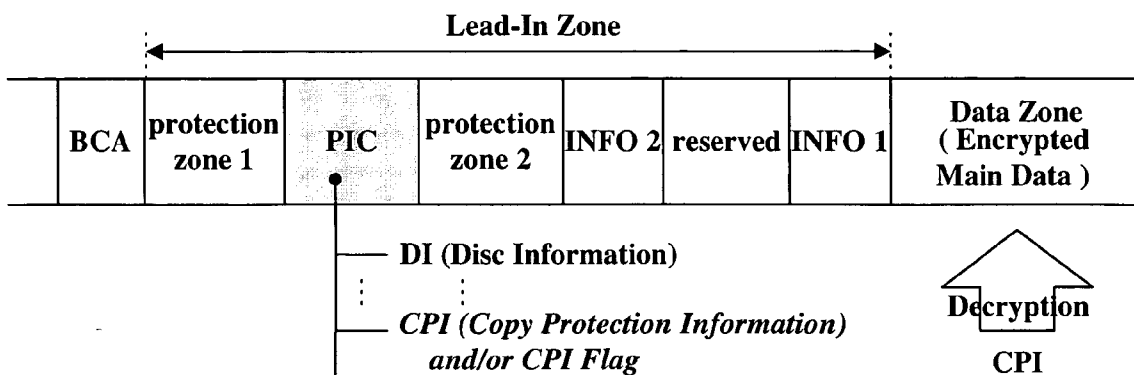 Lead-In Zone
BCA
protection
zone 1
PIC
protection
zone 2
INFO 2
reserved
INFO 1
Data Zone
( Encrypted
Main Data )
DI (Disc Information)
CPI (Copy Protection Information)
and/or CPI Flag
Decryption
CPI